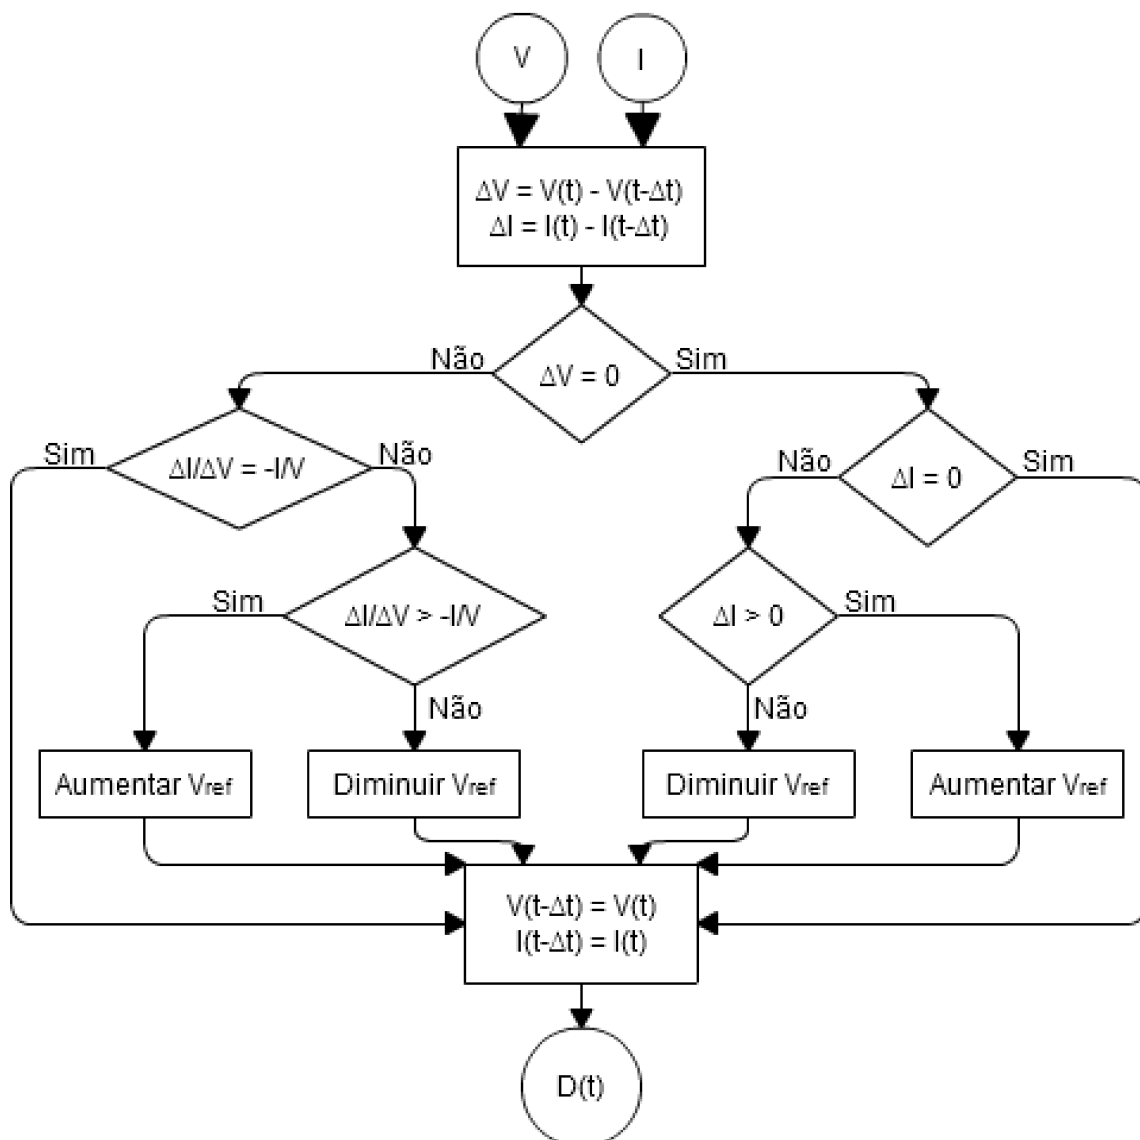 V
I
ΔV = V(t) - V(t-Δt)
ΔI = I(t) - I(t-Δt)
Não
Sim
ΔV = 0
Sim
ΔI/ΔV = -I/V
Não
Não
ΔI = 0
Sim
Sim
ΔI/ΔV > -I/V
ΔI > 0
Sim
Não
Não
Aumentar Vref
Diminuir Vref
Diminuir Vref
Aumentar Vref
V(t-Δt) = V(t)
I(t-Δt) = I(t)
D(t)